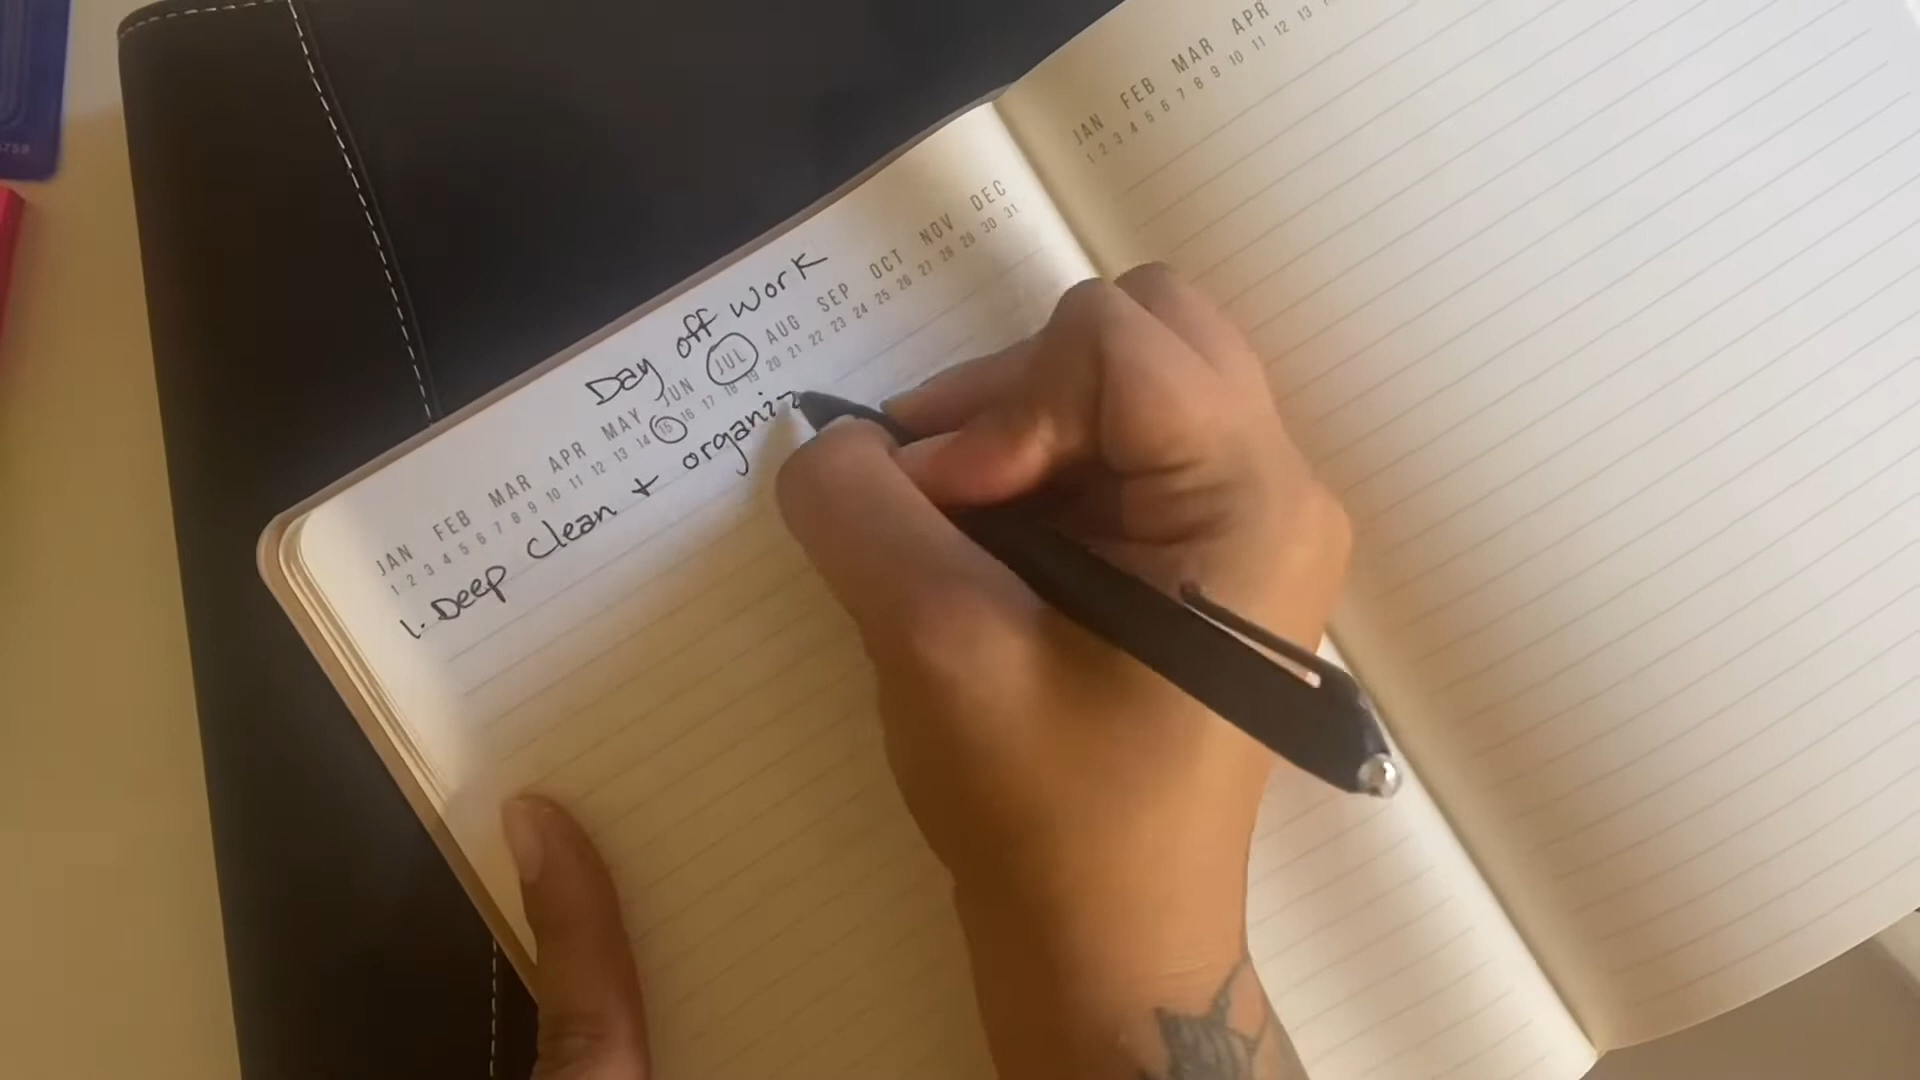 Day off work
JAN FEB MAR APR MAY JUN JUL AUG SEP OCT NOV DEC
1 2 3 4 5 6 7 8 9 10 11 12 13 14 15 16 17 18 19 20 21 22 23 24 25 26 27 28 29 30 31
1. Deep clean + organiz
JAN FEB MAR APR
1 2 3 4 5 6 7 8 9 10 11 12 13